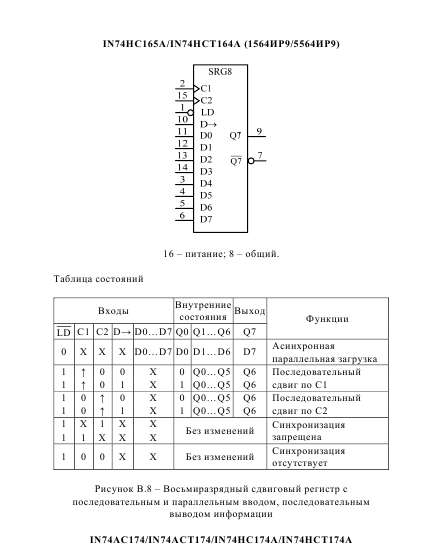 IN74HC165A/IN74HCT164A (1564ИР9/5564ИР9)
SRG8
2 C1
15 C2
1 LD
10 D→
11 D0 Q7 9
12 D1
13 D2 Q7 7
14 D3
3 D4
4 D5
5 D6
6 D7
16 – питание; 8 – общий.
Таблица состояний
Входы Внутренние состояния Выход Функции
LD C1 C2 D→ D0…D7 Q0 Q1…Q6 Q7
0 X X X D0…D7 D0 D1…D6 D7 Асинхронная параллельная загрузка
1 ↑ 0 0 X 0 Q0…Q5 Q6 Последовательный
1 ↑ 0 1 X 1 Q0…Q5 Q6 сдвиг по C1
1 0 ↑ 0 X 0 Q0…Q5 Q6 Последовательный
1 0 ↑ 1 X 1 Q0…Q5 Q6 сдвиг по C2
1 X 1 X X Без изменений Синхронизация
1 1 X X X запрещена
1 0 0 X X Без изменений Синхронизация отсутствует
Рисунок В.8 – Восьмиразрядный сдвиговый регистр с
последовательным и параллельным вводом, последовательным
выводом информации
IN74AC174/IN74ACT174/IN74HC174A/IN74HCT174A